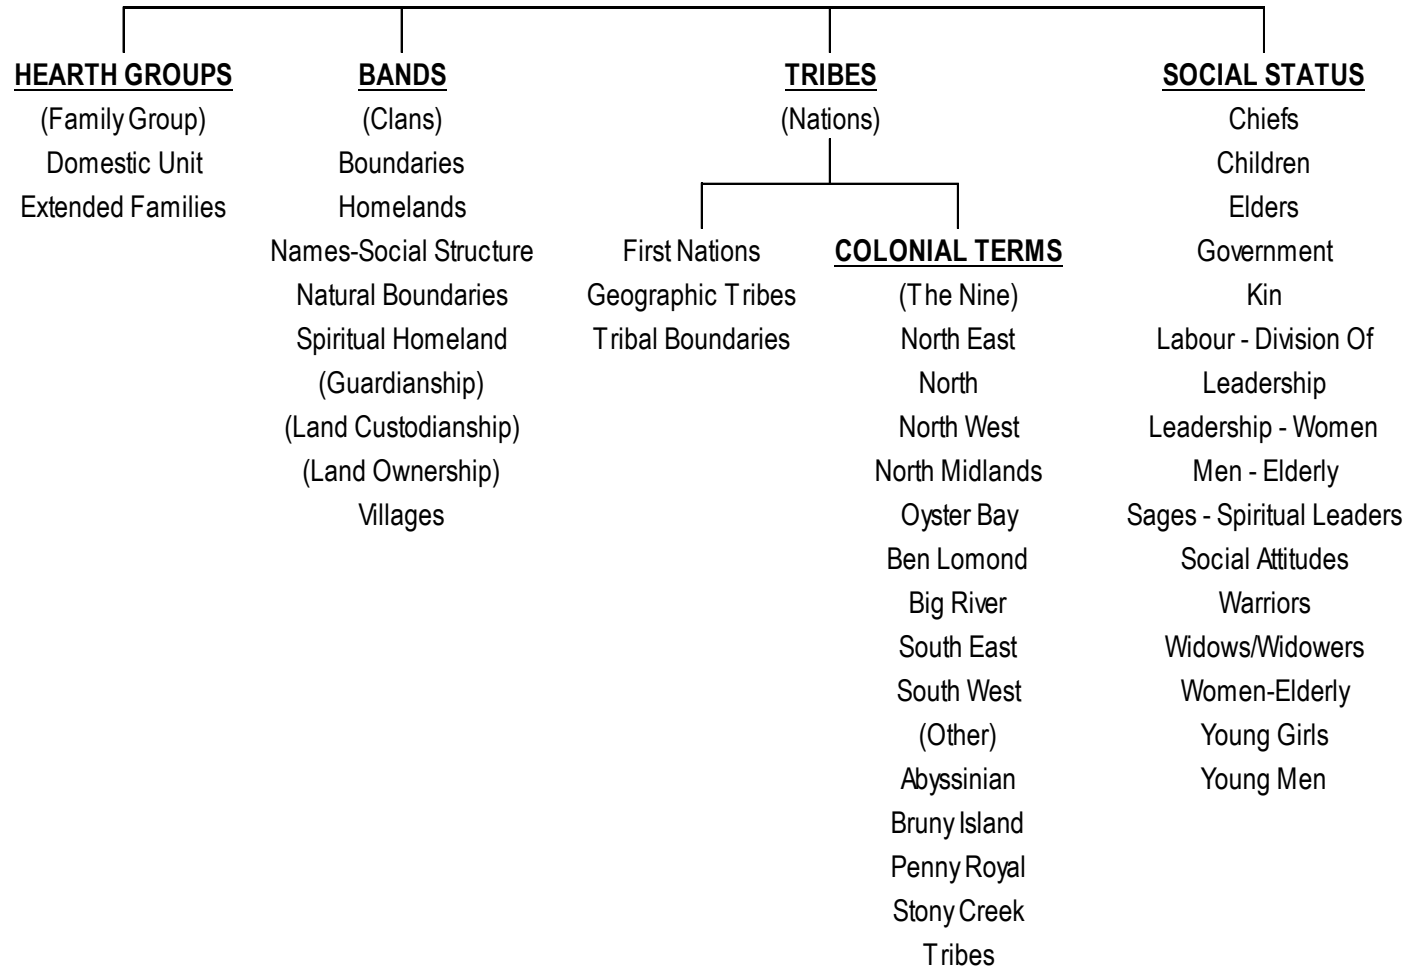 HEARTH GROUPS
(Family Group)
Domestic Unit
Extended Families
BANDS
(Clans)
Boundaries
Homelands
Names-Social Structure
Natural Boundaries
Spiritual Homeland
(Guardianship)
(Land Custodianship)
(Land Ownership)
Villages
TRIBES
(Nations)
First Nations
Geographic Tribes
Tribal Boundaries
COLONIAL TERMS
(The Nine)
North East
North
North West
North Midlands
Oyster Bay
Ben Lomond
Big River
South East
South West
(Other)
Abyssinian
Bruny Island
Penny Royal
Stony Creek
Tribes
SOCIAL STATUS
Chiefs
Children
Elders
Government
Kin
Labour - Division Of
Leadership
Leadership - Women
Men - Elderly
Sages - Spiritual Leaders
Social Attitudes
Warriors
Widows/Widowers
Women-Elderly
Young Girls
Young Men